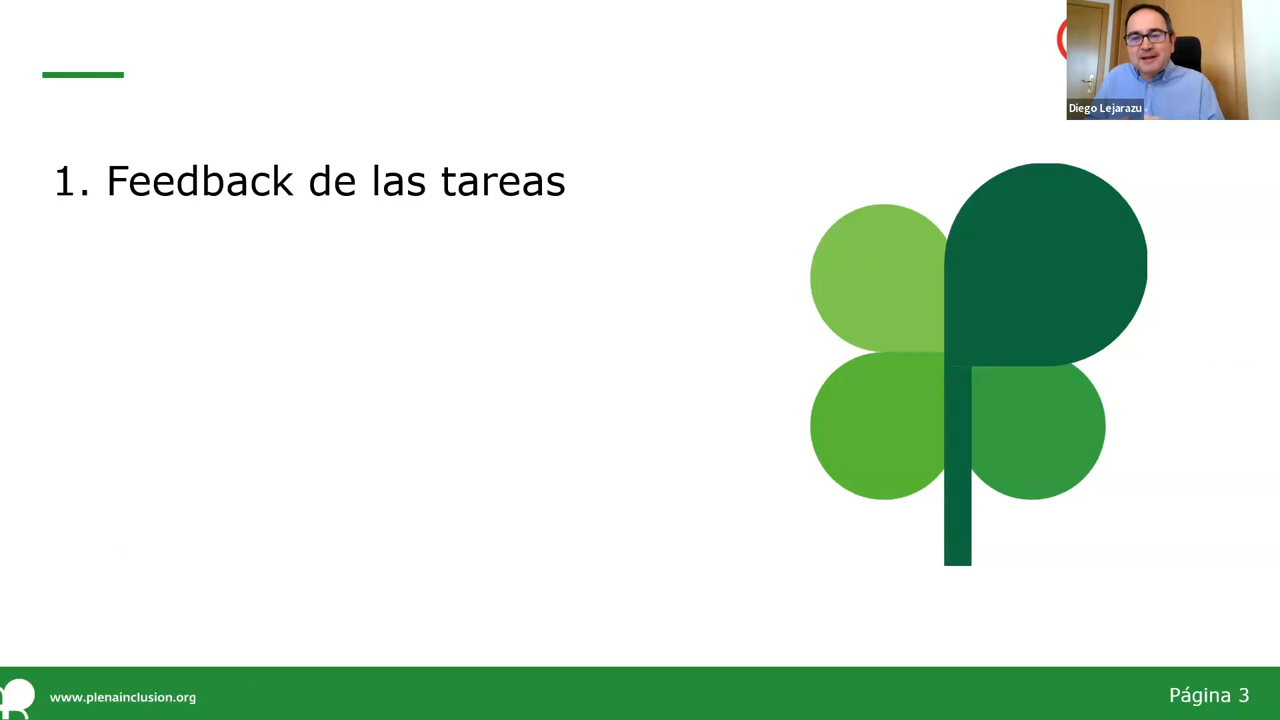 Diego Lejarazu
1. Feedback de las tareas
www.plenainclusion.org
Página 3